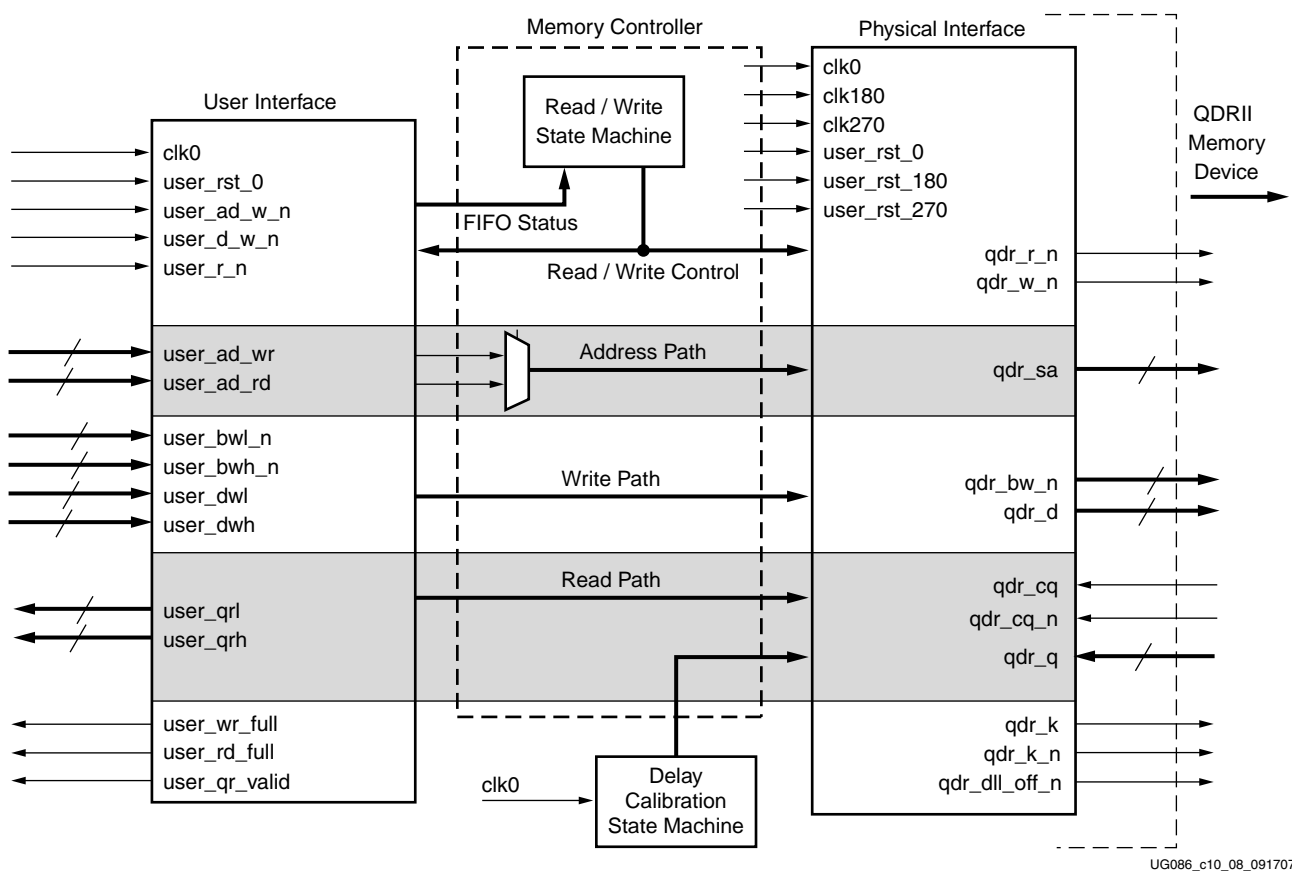 Memory Controller
Physical Interface
User Interface
Read / Write
State Machine
QDRII
Memory
Device
clk0
user_rst_0
user_ad_w_n
user_d_w_n
user_r_n
FIFO Status
Read / Write Control
clk0
clk180
clk270
user_rst_0
user_rst_180
user_rst_270
qdr_r_n
qdr_w_n
user_ad_wr
user_ad_rd
Address Path
qdr_sa
user_bwl_n
user_bwh_n
user_dwl
user_dwh
Write Path
qdr_bw_n
qdr_d
user_qrl
user_qrh
Read Path
qdr_cq
qdr_cq_n
qdr_q
user_wr_full
user_rd_full
user_qr_valid
clk0
Delay
Calibration
State Machine
qdr_k
qdr_k_n
qdr_dll_off_n
UG086_c10_08_091707